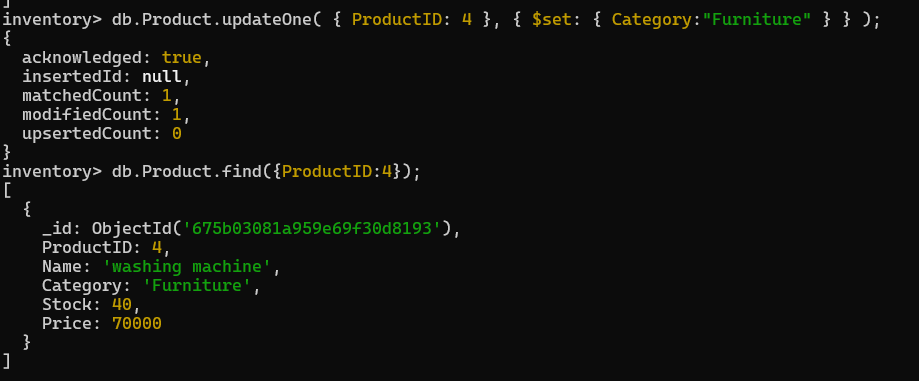 ]
inventory> db.Product.updateOne( { ProductID: 4 }, { $set: { Category:"Furniture" } } );
{
  acknowledged: true,
  insertedId: null,
  matchedCount: 1,
  modifiedCount: 1,
  upsertedCount: 0
}
inventory> db.Product.find({ProductID:4});
[
  {
    _id: ObjectId('675b03081a959e69f30d8193'),
    ProductID: 4,
    Name: 'washing machine',
    Category: 'Furniture',
    Stock: 40,
    Price: 70000
  }
]